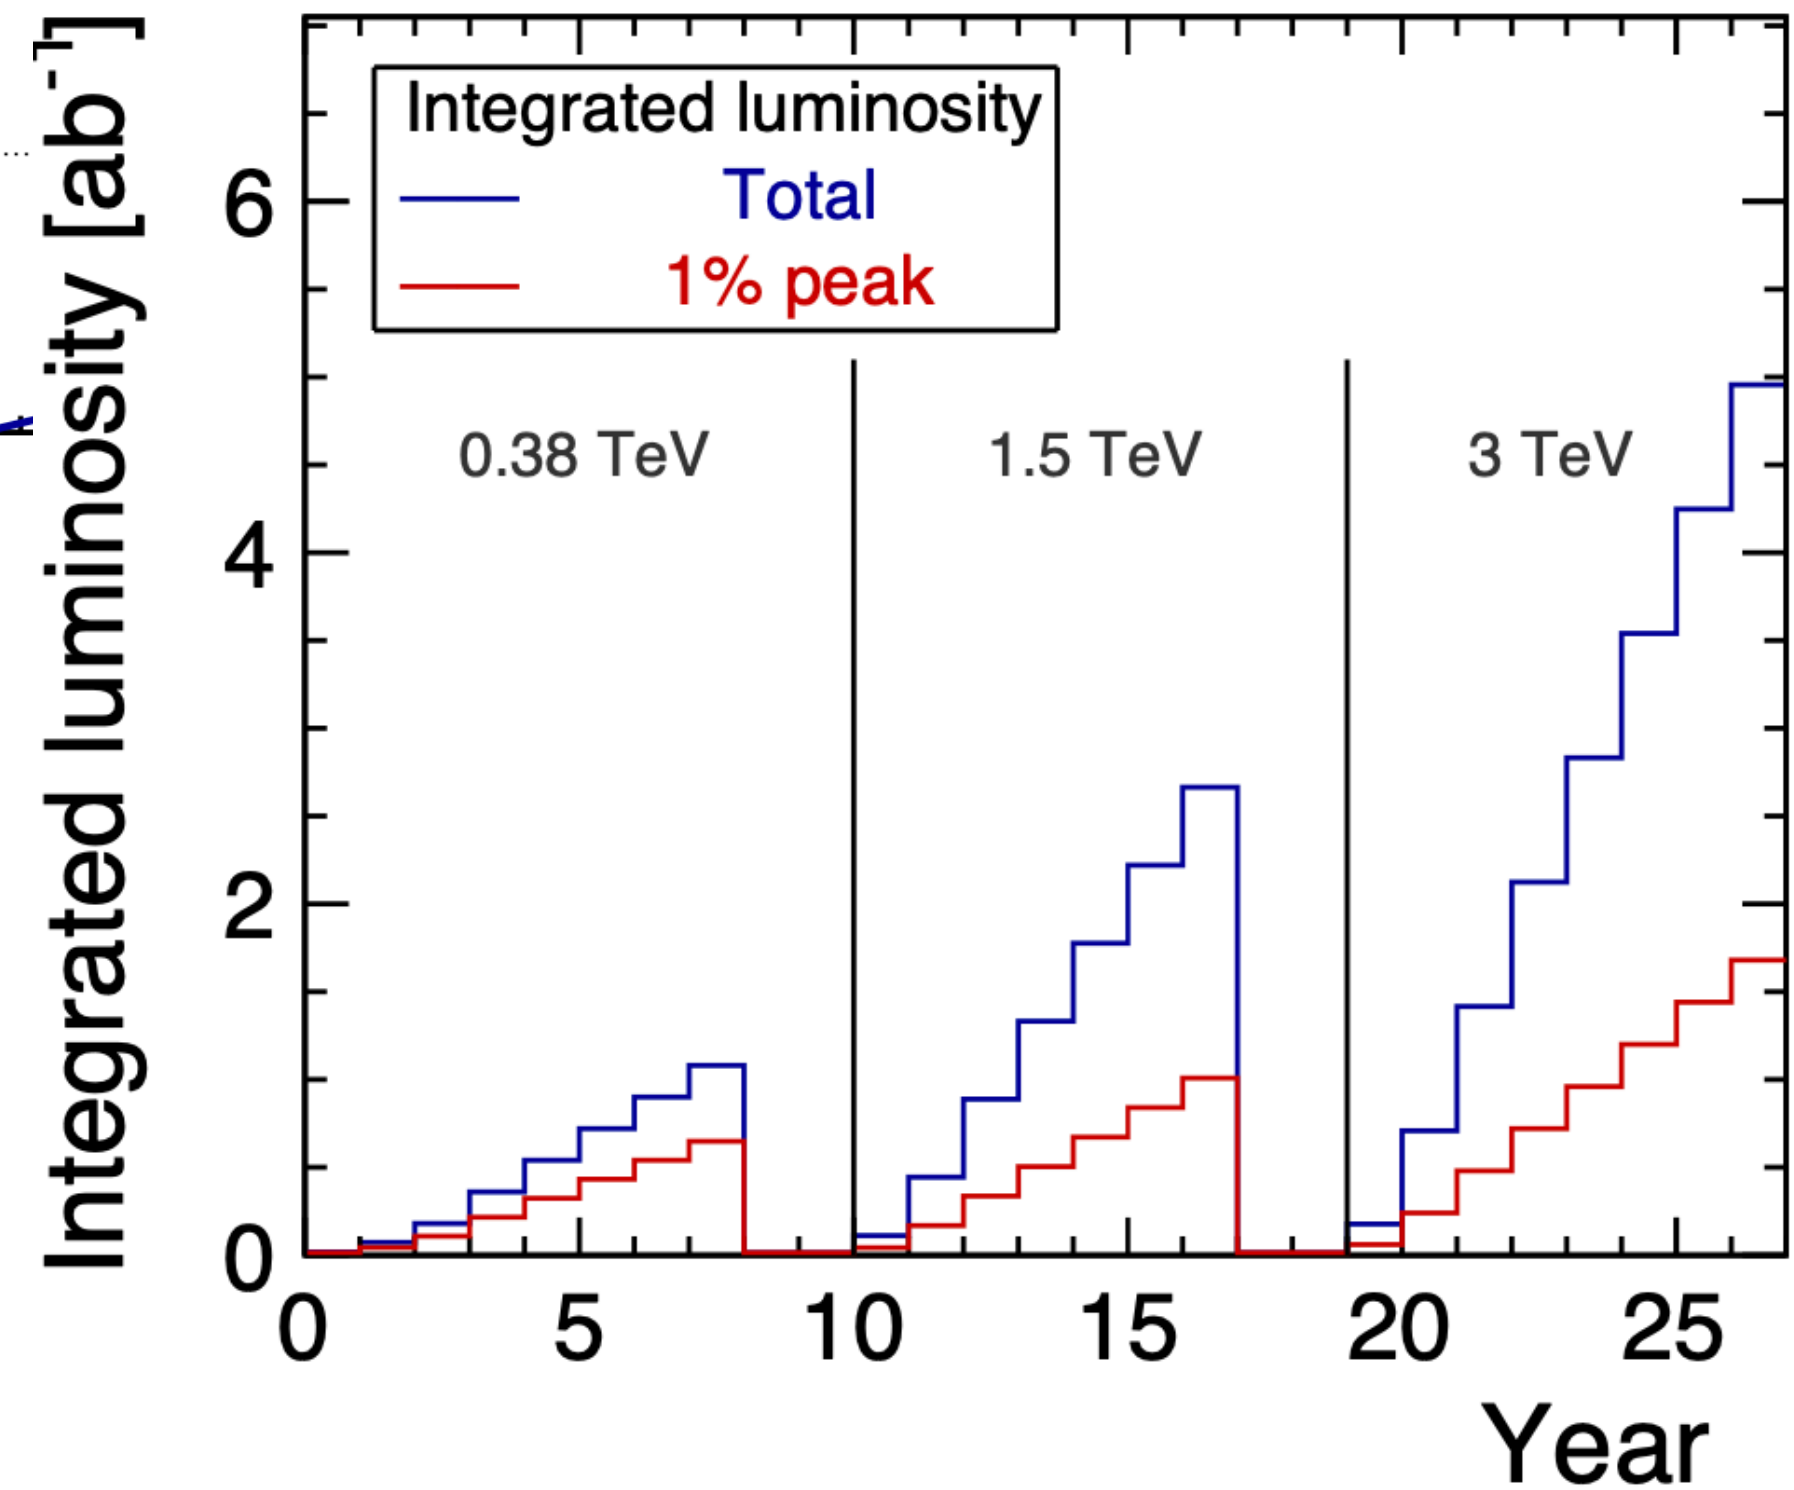 Integrated luminosity [ab⁻¹]
Integrated luminosity
Total
1% peak
6
0.38 TeV
1.5 TeV
3 TeV
4
2
0
0 5 10 15 20 25
Year